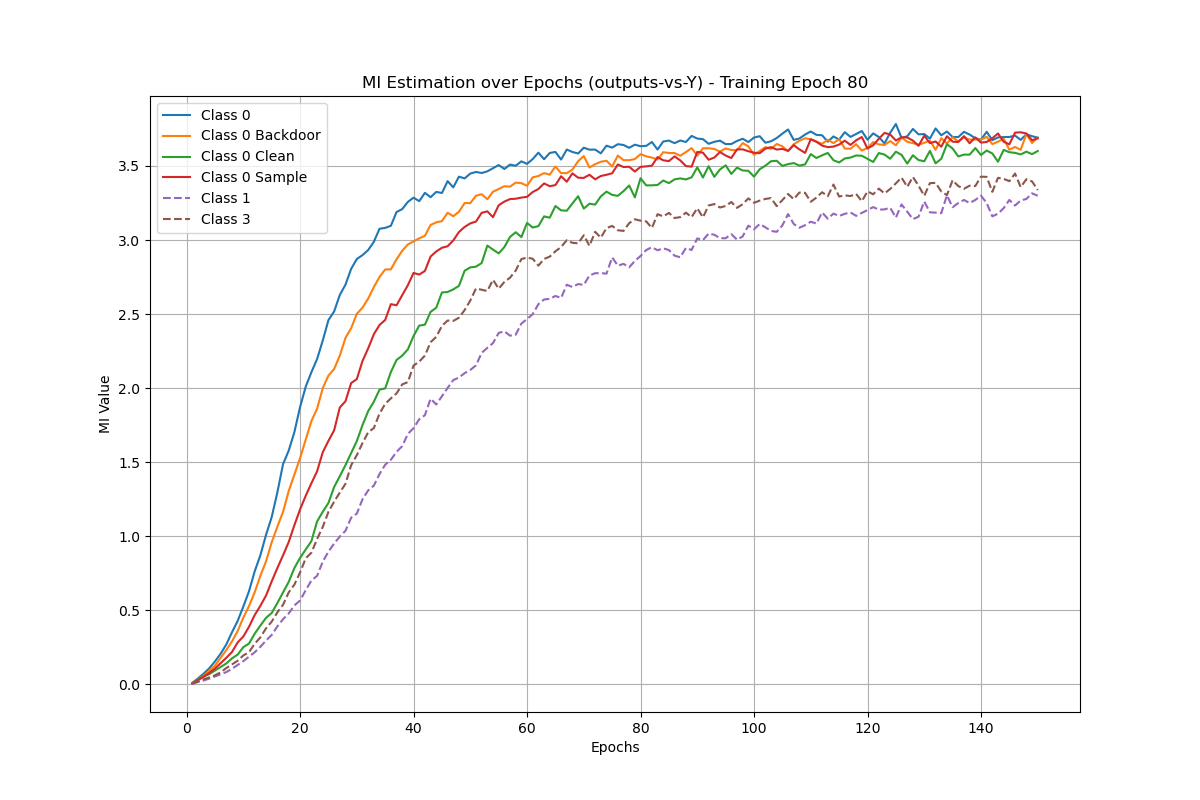 MI Estimation over Epochs (outputs-vs-Y) - Training Epoch 80
Class 0
Class 0 Backdoor
Class 0 Clean
Class 0 Sample
Class 1
Class 3
MI Value
3.5
3.0
2.5
2.0
1.5
1.0
0.5
0.0
0 20 40 60 80 100 120 140
Epochs